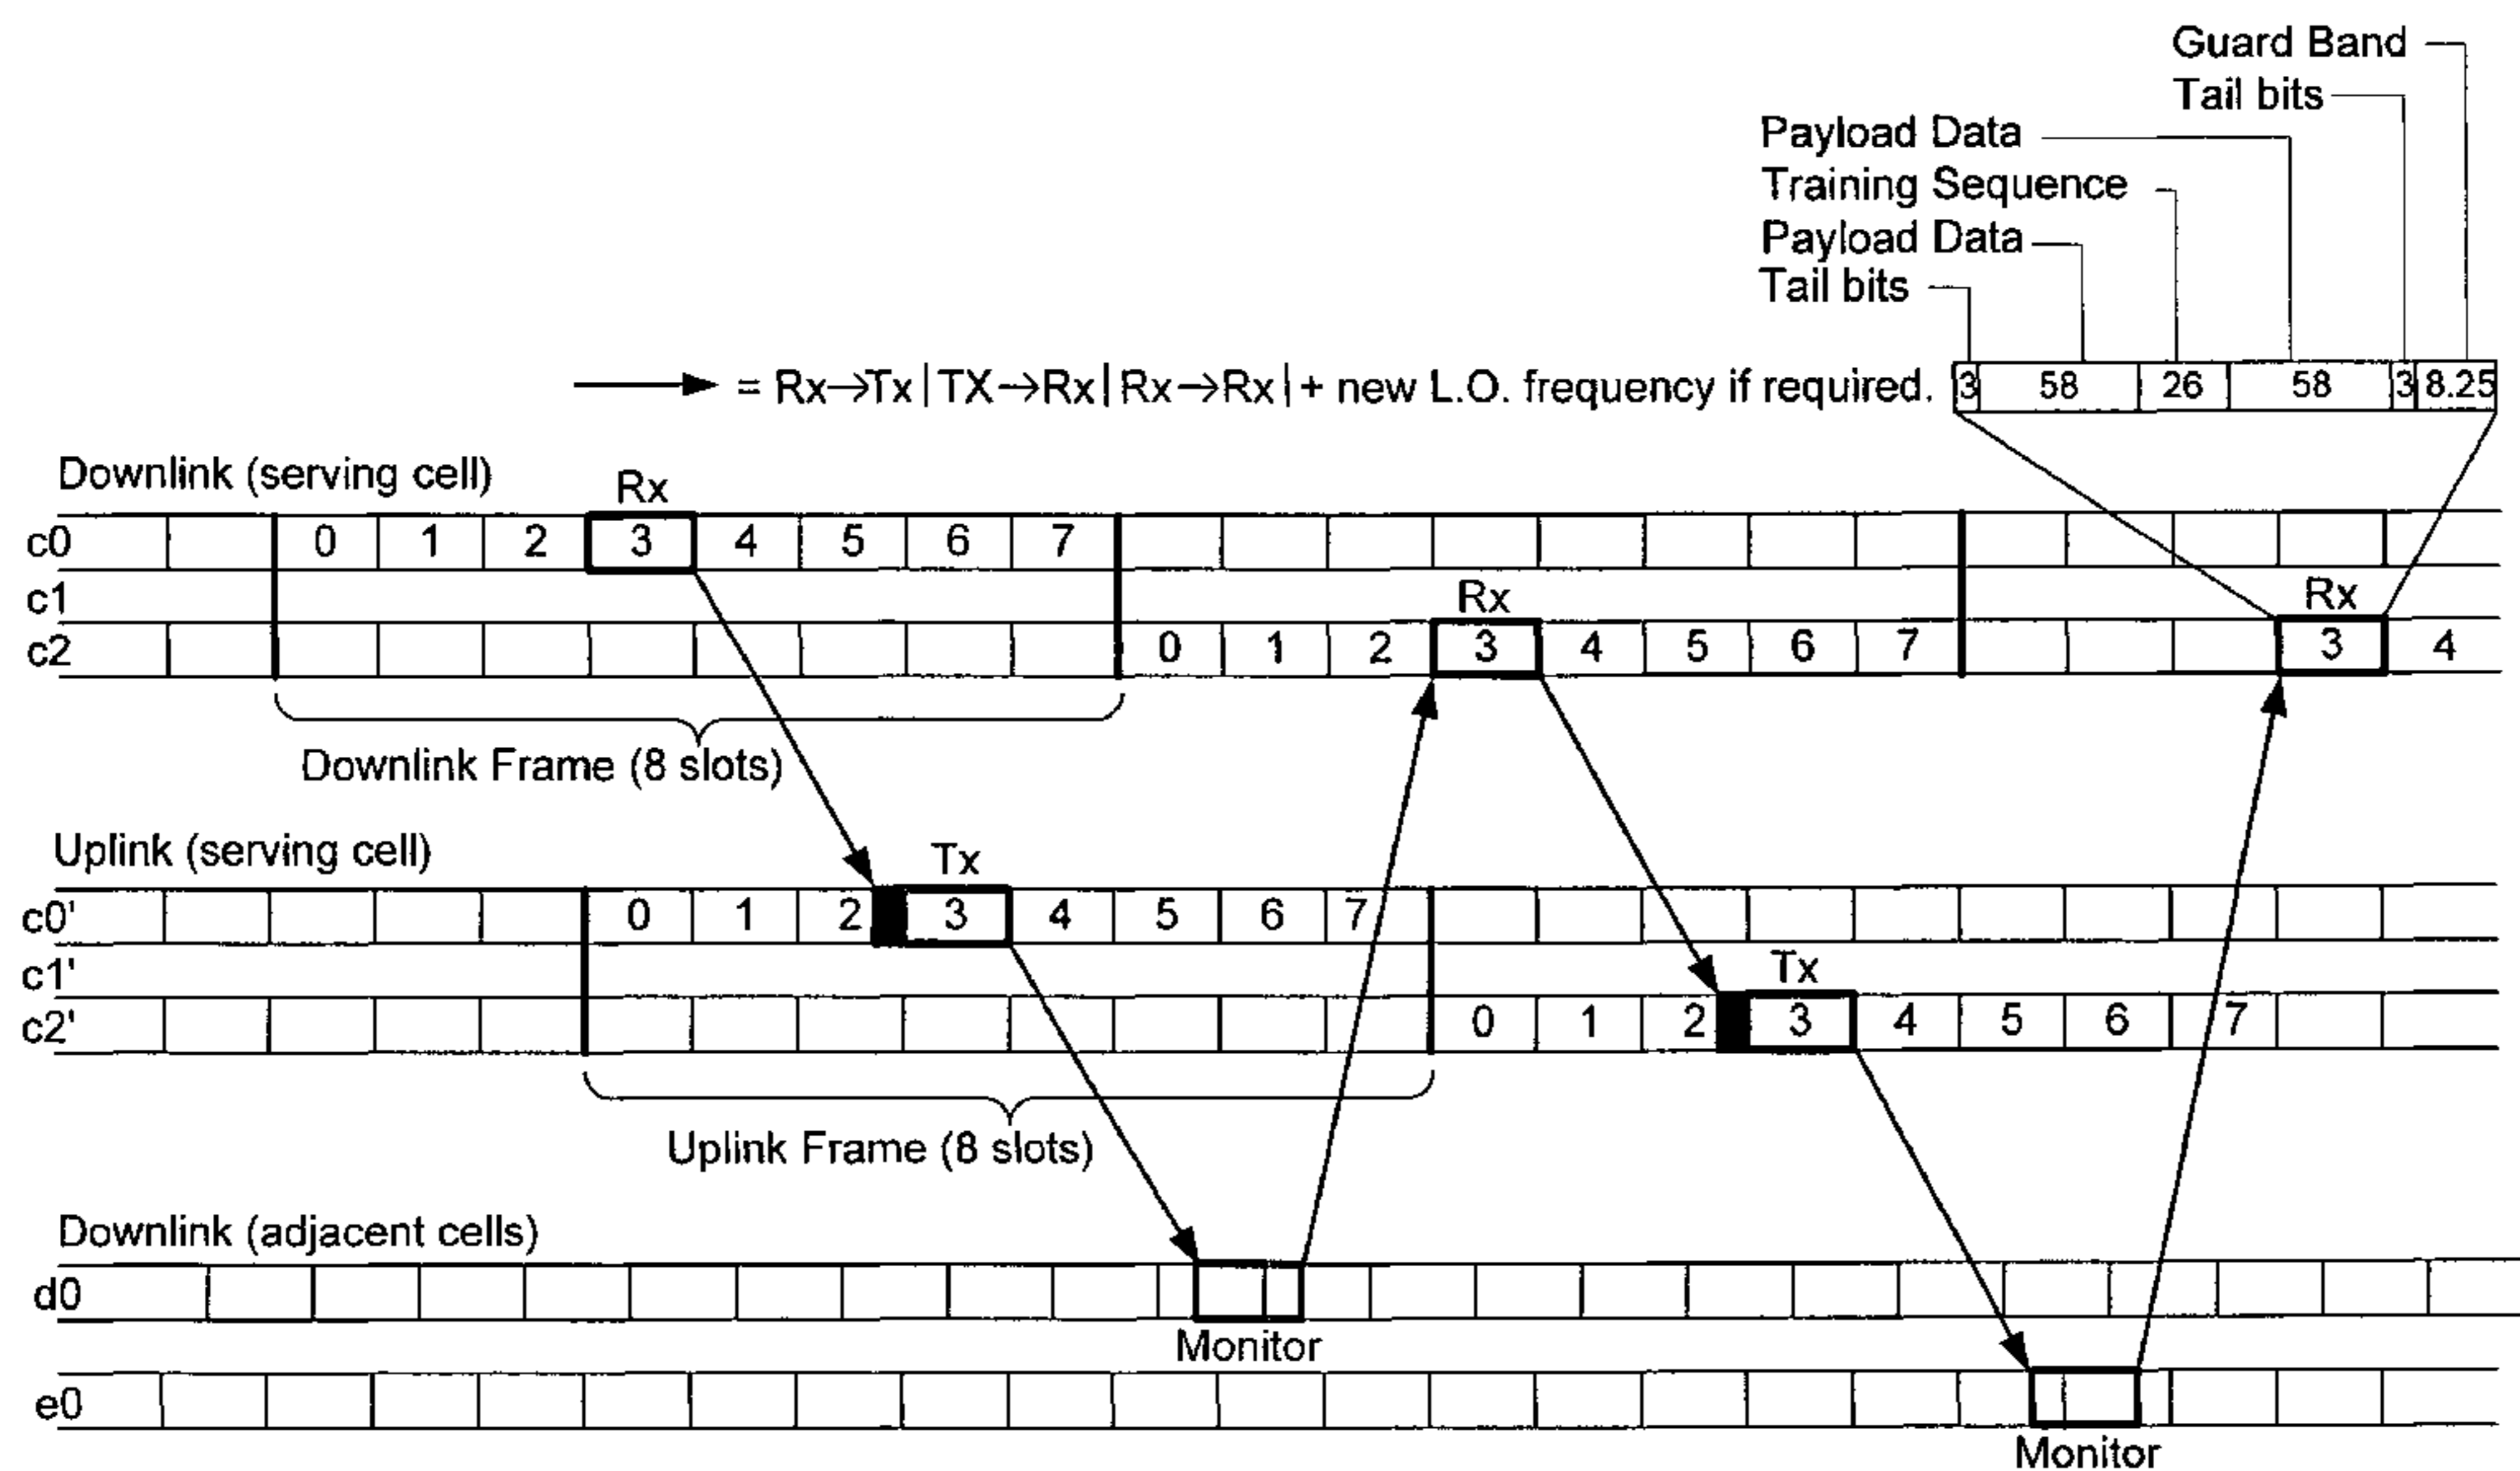 Guard Band
Tail bits
Payload Data
Training Sequence
Payload Data
Tail bits
= Rx→Tx|TX→Rx|Rx→Rx|+ new L.O. frequency if required.
3 58 26 58 3 8.25
Downlink (serving cell)
Rx
c0 0 1 2 3 4 5 6 7
c1 Rx Rx
c2 0 1 2 3 4 5 6 7 3 4
Downlink Frame (8 slots)
Uplink (serving cell)
Tx
c0' 0 1 2 3 4 5 6 7
c1' Tx
c2' 0 1 2 3 4 5 6 7
Uplink Frame (8 slots)
Downlink (adjacent cells)
d0
Monitor
e0
Monitor